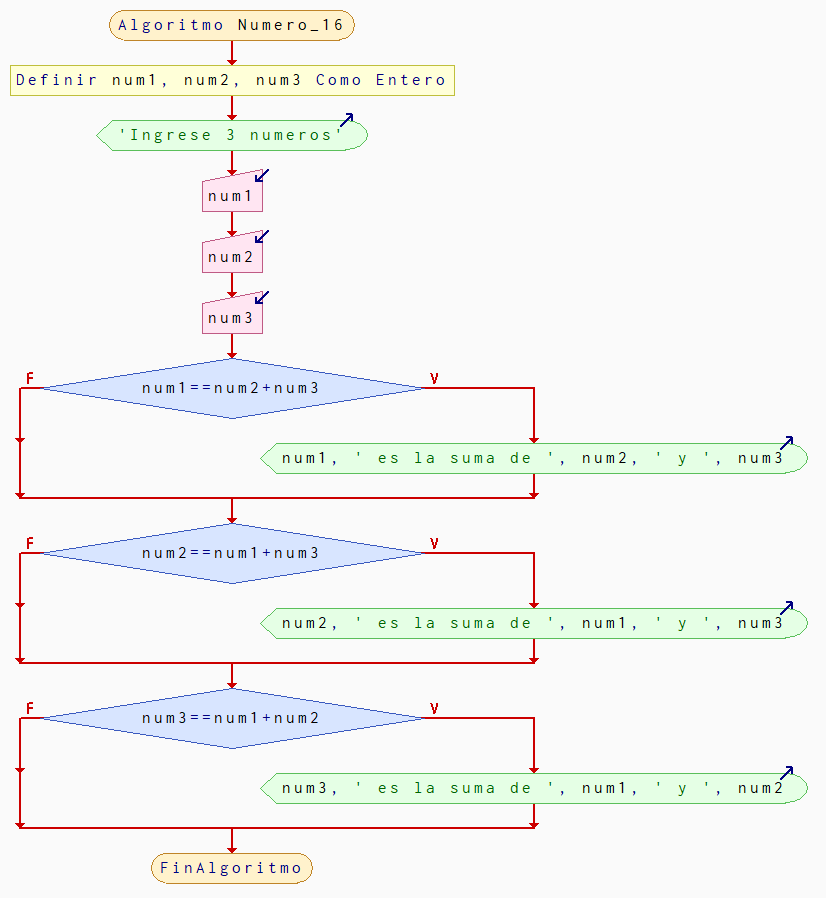 Algoritmo Numero_16
Definir num1, num2, num3 Como Entero
'Ingrese 3 numeros'
num1
num2
num3
F
num1==num2+num3
V
num1, ' es la suma de ', num2, ' y ', num3
F
num2==num1+num3
V
num2, ' es la suma de ', num1, ' y ', num3
F
num3==num1+num2
V
num3, ' es la suma de ', num1, ' y ', num2
FinAlgoritmo